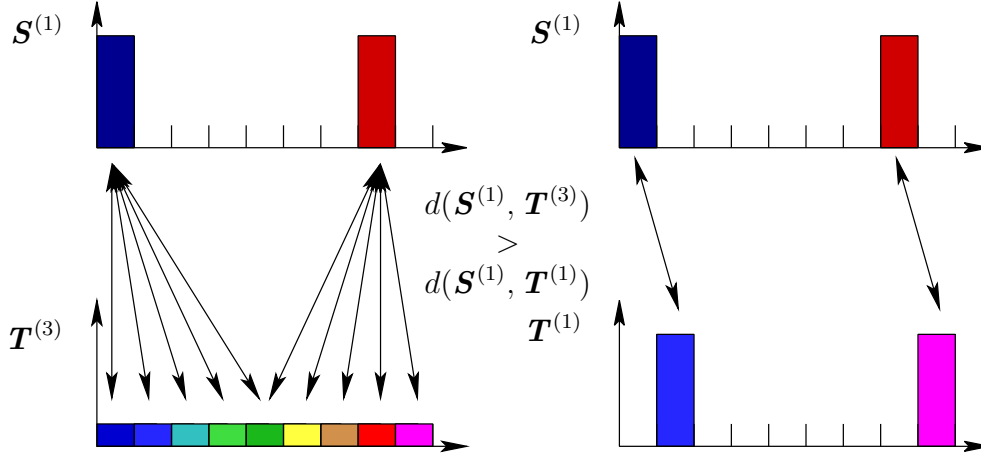 S^{(1)}
S^{(1)}
d(S^{(1)}, T^{(3)})
>
d(S^{(1)}, T^{(1)})
T^{(3)}
T^{(1)}